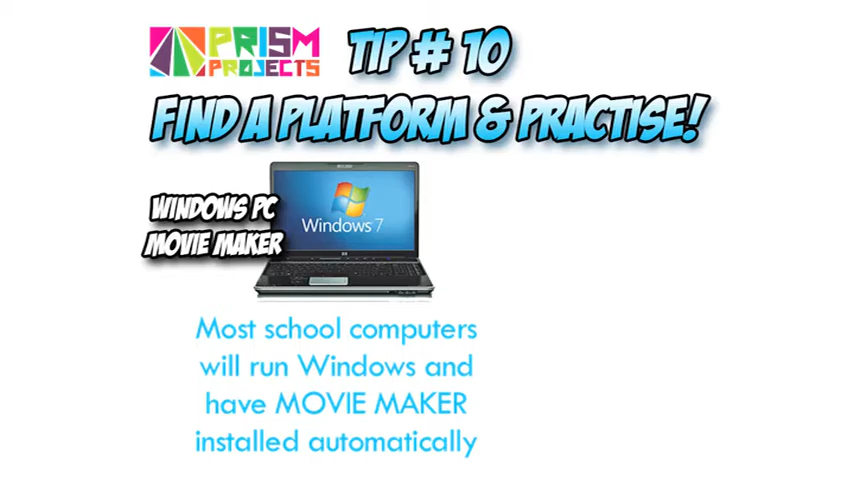 PRISM
PROJECTS
TIP # 10
FIND A PLATFORM & PRACTISE!
WINDOWS PC
MOVIE MAKER
Windows 7
Most school computers
will run Windows and
have MOVIE MAKER
installed automatically